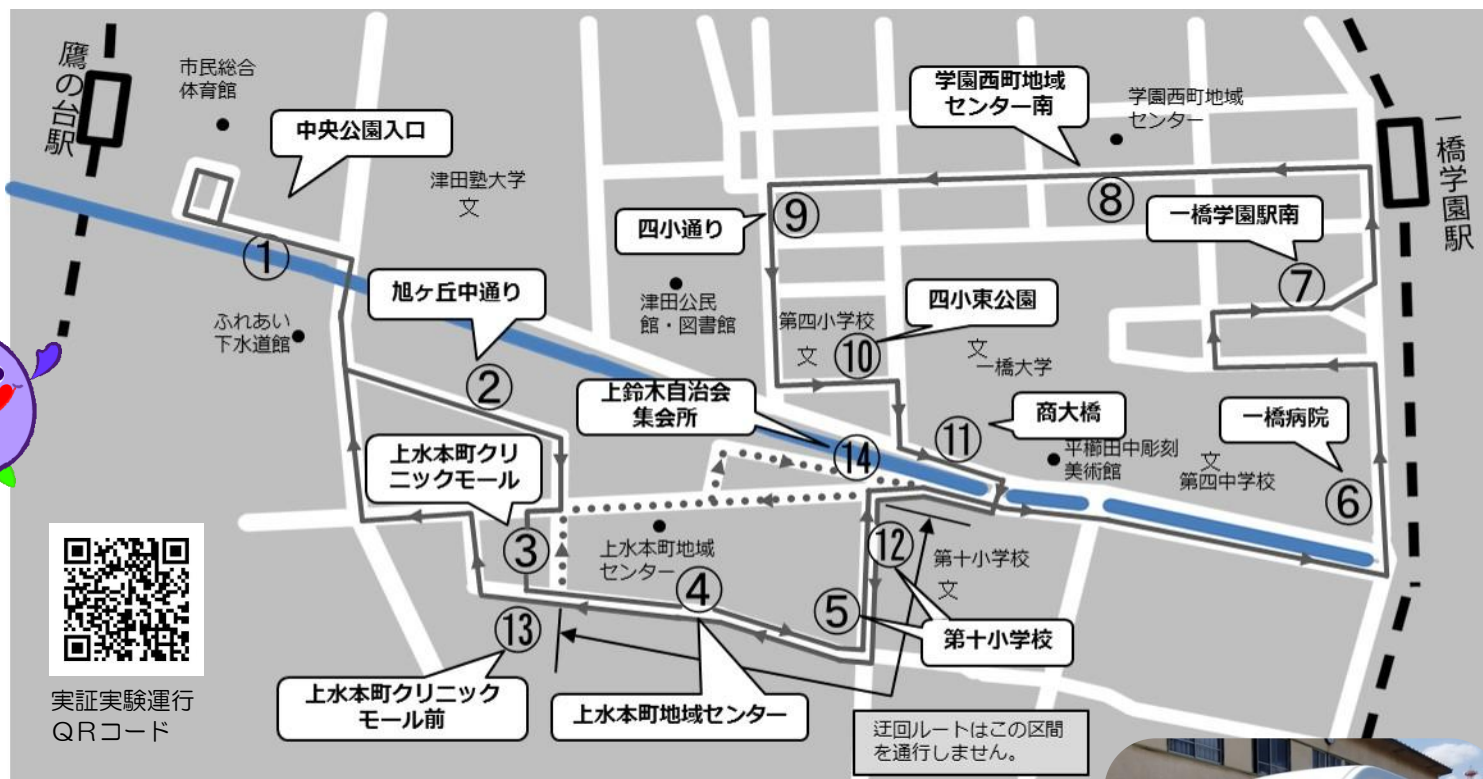 鷹の台駅
市民総合
体育館
中央公園入口
津田塾大学
文
学園西町地域
センター南
学園西町地域
センター
一橋学園駅
①
四小通り
⑨
⑧
一橋学園駅南
⑦
旭ヶ丘中通り
津田公民
館・図書館
四小東公園
第四小学校
文
⑩
文
一橋大学
ふれあい
下水道館
②
上鈴木自治会
集会所
商大橋
⑪
一橋病院
平櫛田中彫刻
美術館
文
第四中学校
⑥
上水本町クリ
ニックモール
⑭
③
上水本町地域
センター
④
⑫
第十小学校
文
⑤
第十小学校
⑬
上水本町クリニック
モール前
上水本町地域センター
迂回ルートはこの区間
を通行しません。
実証実験運行
QRコード